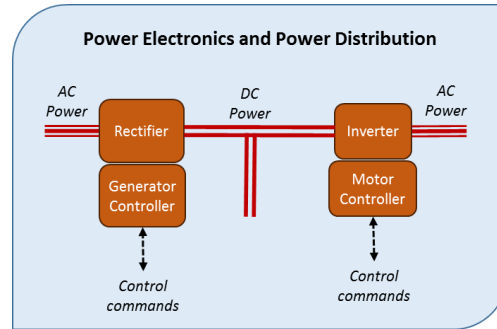 Power Electronics and Power Distribution
AC
Power
DC
Power
AC
Power
Rectifier
Inverter
Generator
Controller
Motor
Controller
Control
commands
Control
commands